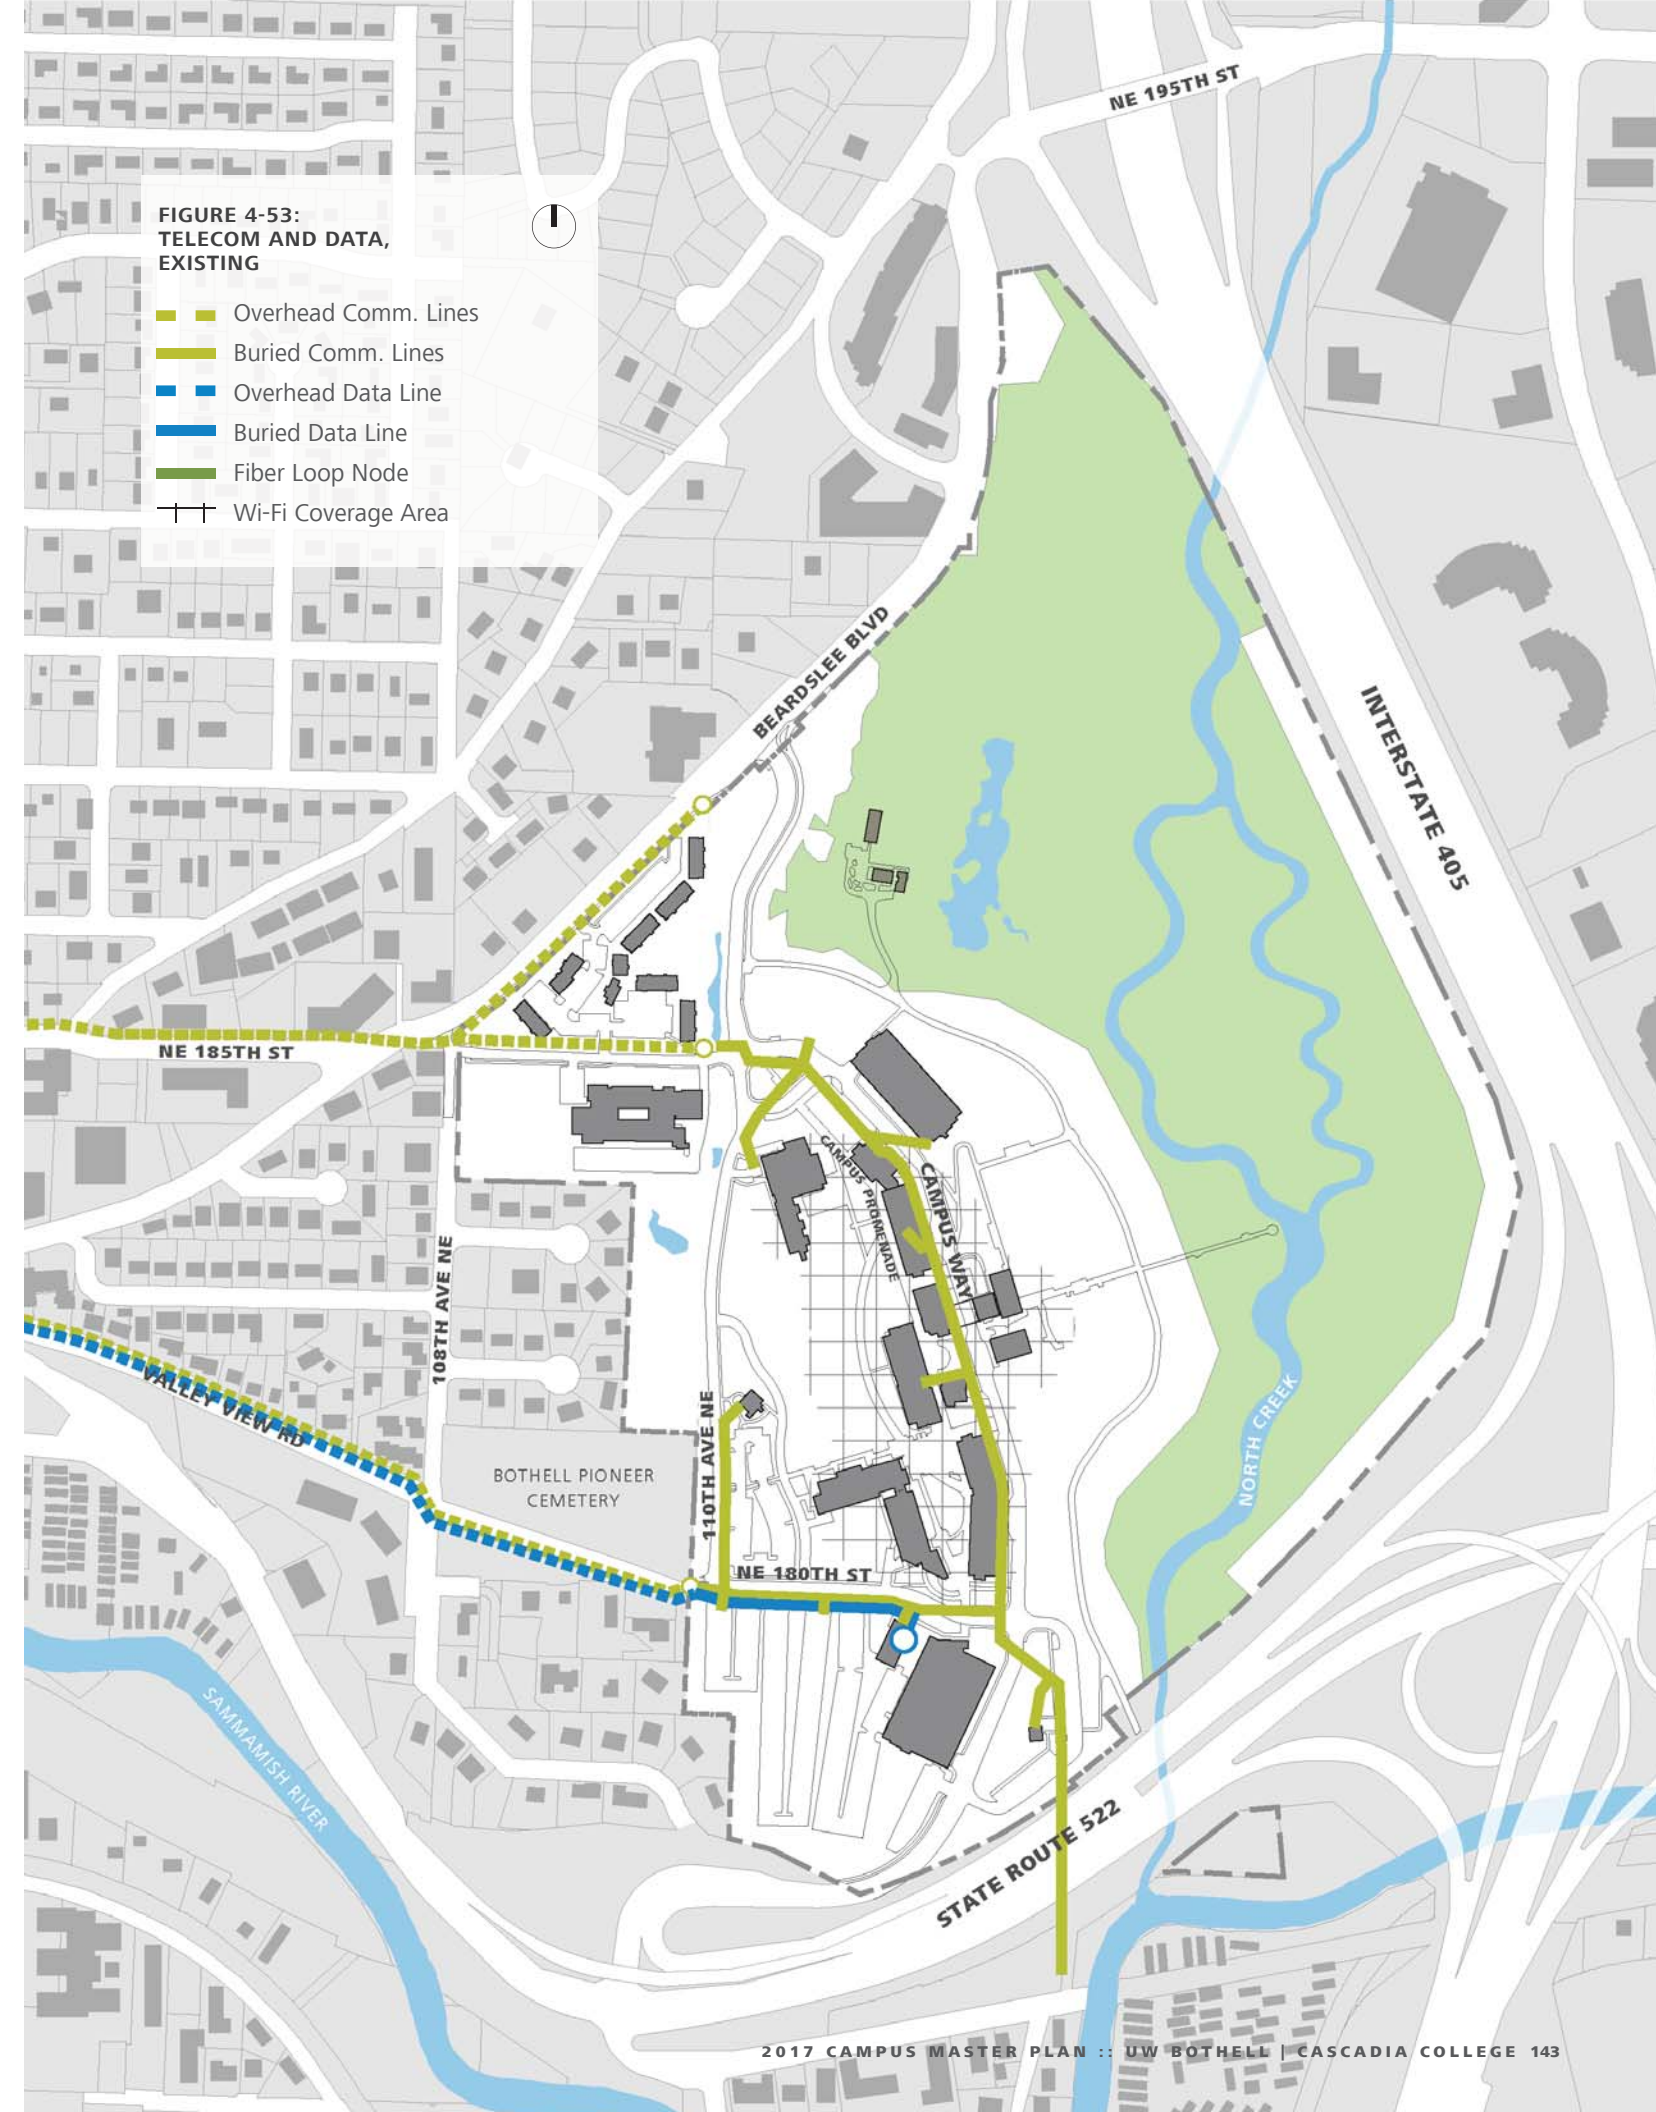 NE 195TH ST
FIGURE 4-53:
TELECOM AND DATA,
EXISTING
Overhead Comm. Lines
Buried Comm. Lines
Overhead Data Line
Buried Data Line
Fiber Loop Node
Wi-Fi Coverage Area
BEARDSLEE BLVD
INTERSTATE 405
NE 185TH ST
CAMPUS PROMENADE
CAMPUS WAY
108TH AVE NE
VALLEY VIEW RD
110TH AVE NE
NORTH CREEK
BOTHELL PIONEER
CEMETERY
NE 180TH ST
SAMMAMISH RIVER
STATE ROUTE 522
2017 CAMPUS MASTER PLAN :: UW BOTHELL | CASCADIA COLLEGE 143